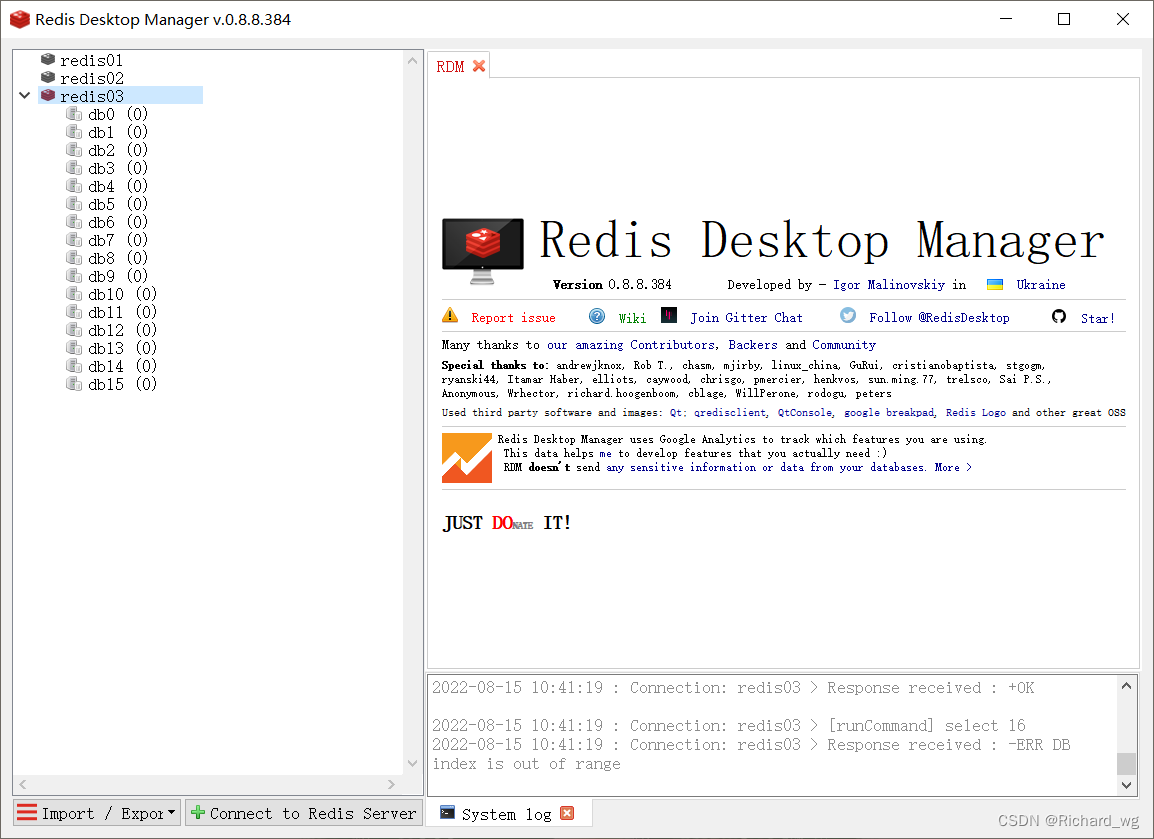 Redis Desktop Manager v.0.8.8.384
redis01
redis02
redis03
db0 (0)
db1 (0)
db2 (0)
db3 (0)
db4 (0)
db5 (0)
db6 (0)
db7 (0)
db8 (0)
db9 (0)
db10 (0)
db11 (0)
db12 (0)
db13 (0)
db14 (0)
db15 (0)
Import / Expor
Connect to Redis Server
RDM
Redis Desktop Manager
Version 0.8.8.384 Developed by - Igor Malinovskiy in Ukraine
Report issue Wiki Join Gitter Chat Follow @RedisDesktop Star!
Many thanks to our amazing Contributors, Backers and Community
Special thanks to: andrewjknox, Rob T., chasm, mjirby, linux_china, GuRui, cristianobaptista, stgogm,
ryanski44, Itamar Haber, elliots, caywood, chrisgo, pmercier, henkvos, sun.ming.77, trelsco, Sai P.S.,
Anonymous, Wrhector, richard.hoogenboom, cblage, WillPerone, rodogu, peters
Used third party software and images: Qt, qredisclient, QtConsole, google breakpad, Redis Logo and other great OSS
Redis Desktop Manager uses Google Analytics to track which features you are using.
This data helps me to develop features that you actually need :)
RDM doesn't send any sensitive information or data from your databases. More >
JUST DONATE IT!
2022-08-15 10:41:19 : Connection: redis03 > Response received : +OK
2022-08-15 10:41:19 : Connection: redis03 > [runCommand] select 16
2022-08-15 10:41:19 : Connection: redis03 > Response received : -ERR DB
index is out of range
System log
CSDN @Richard_wg